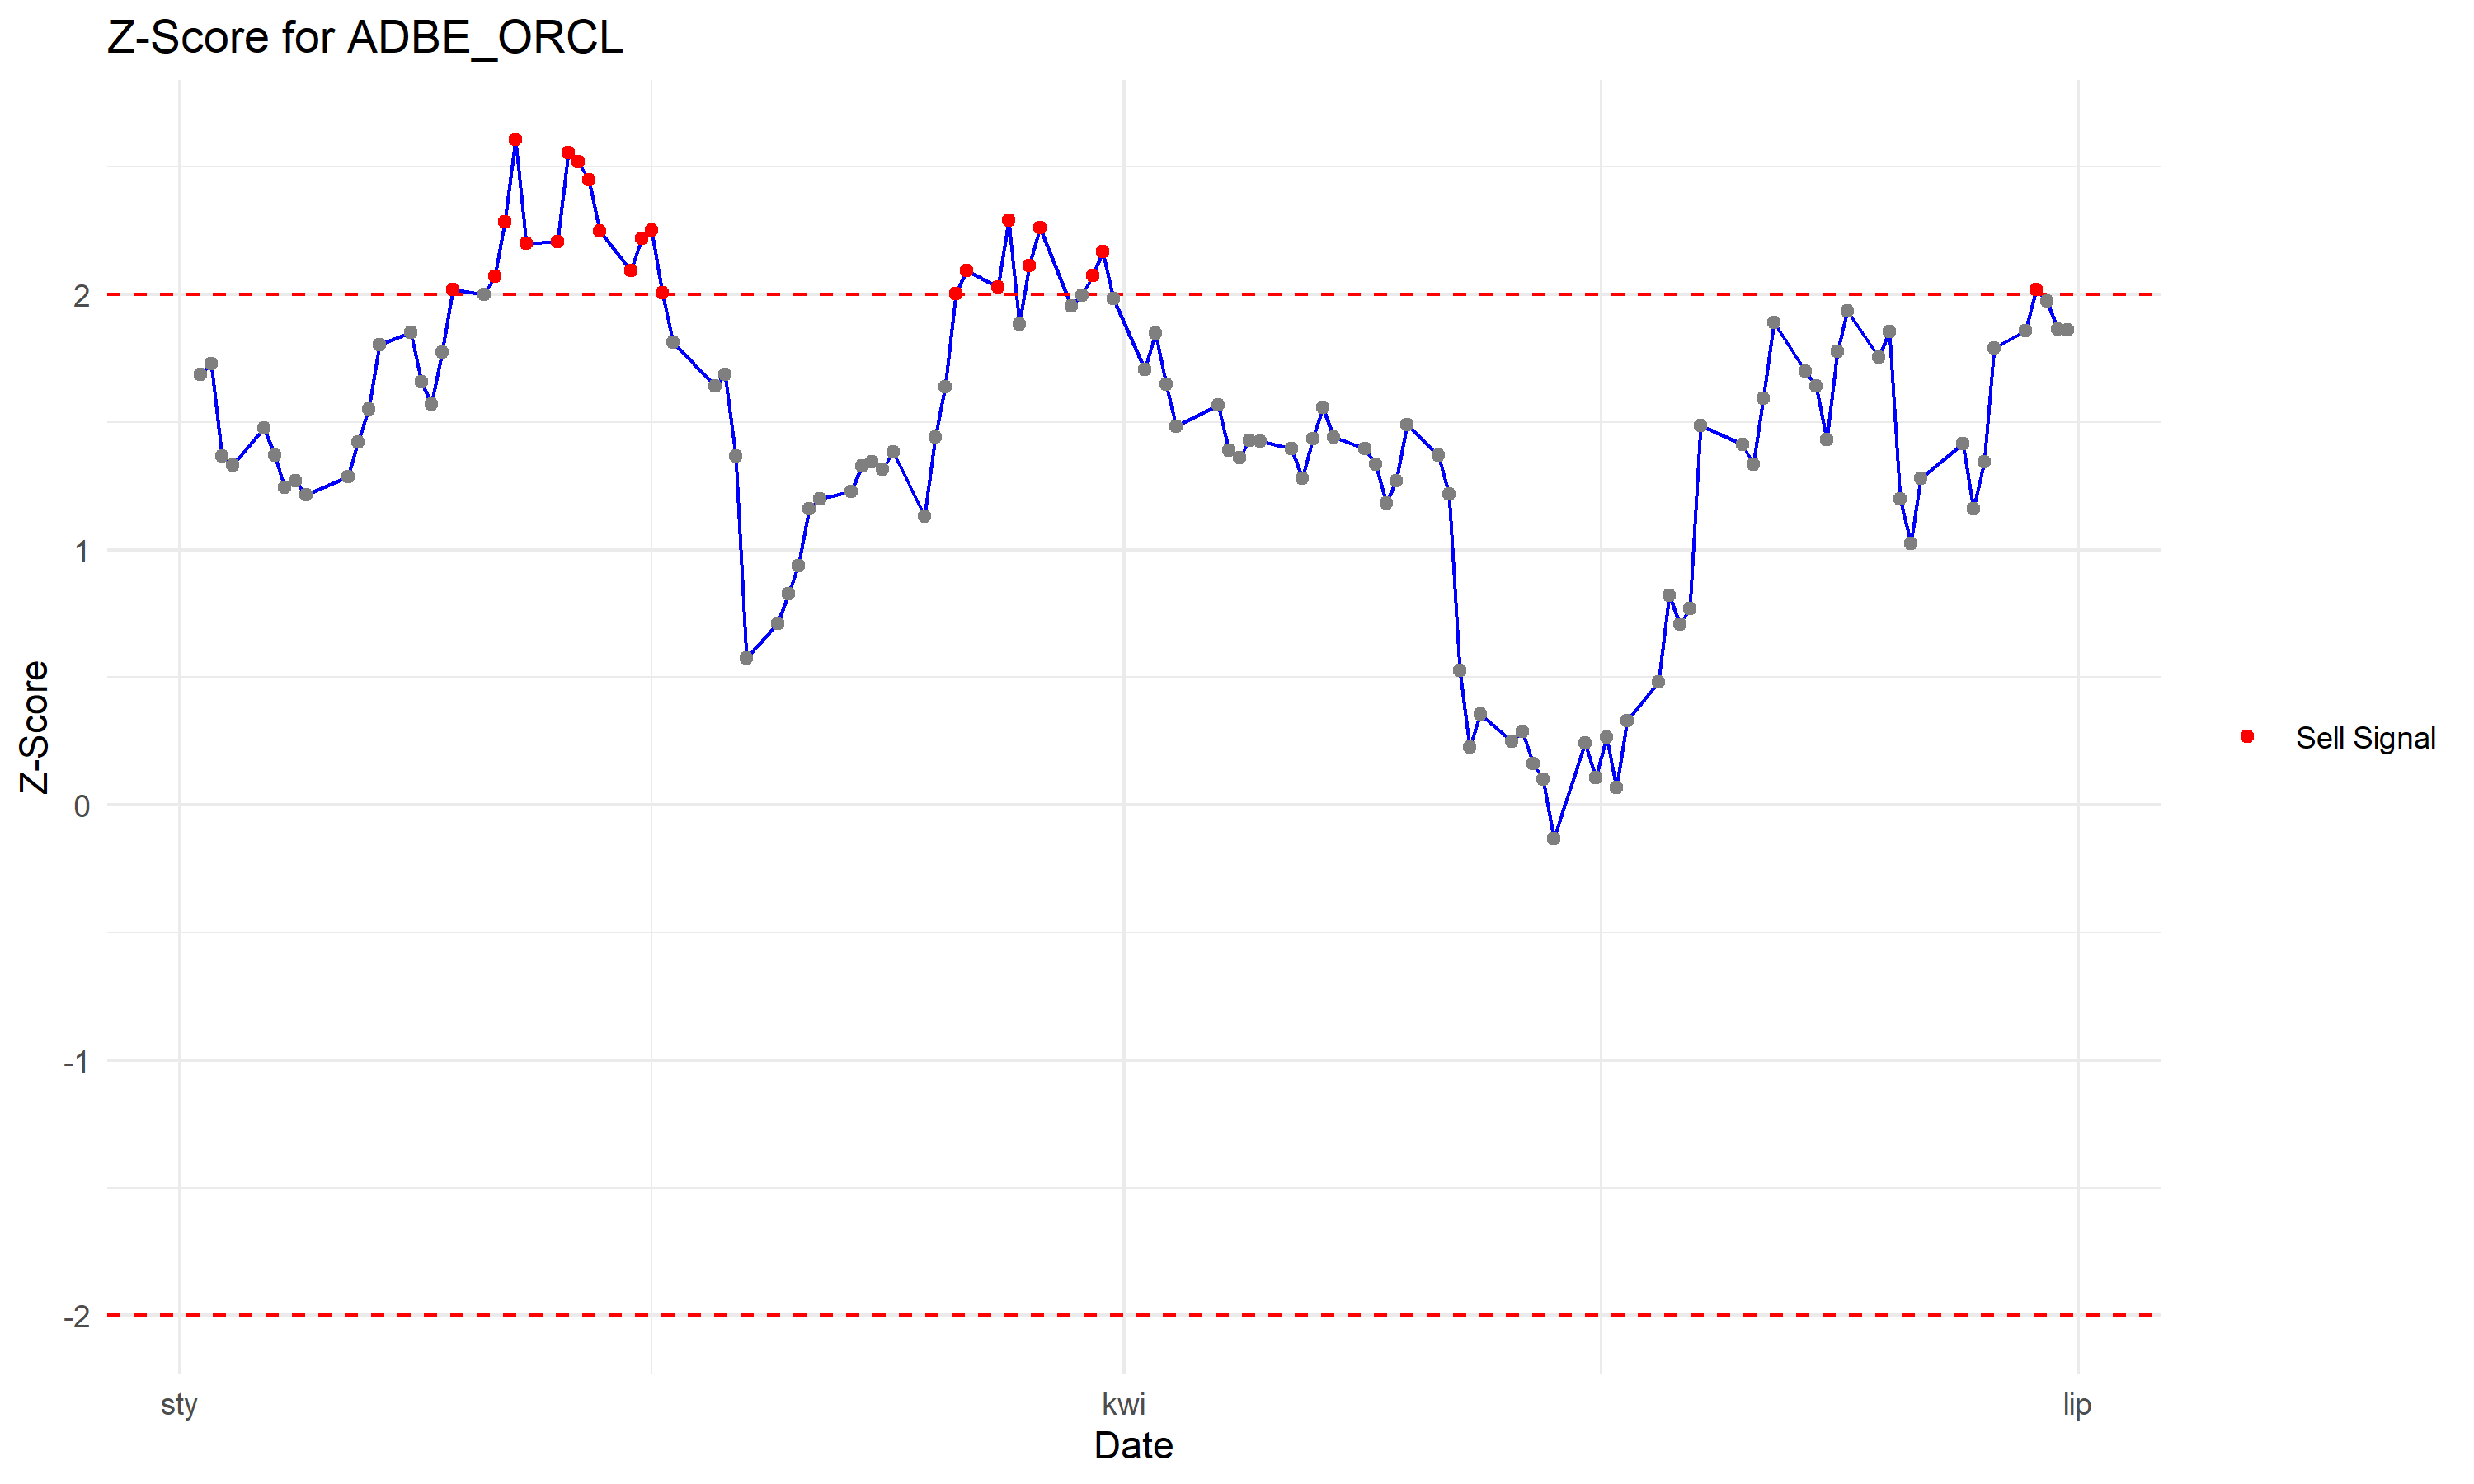 Z-Score for ADBE_ORCL
Z-Score
2
1
0
-1
-2
sty
kwi
lip
Date
Sell Signal